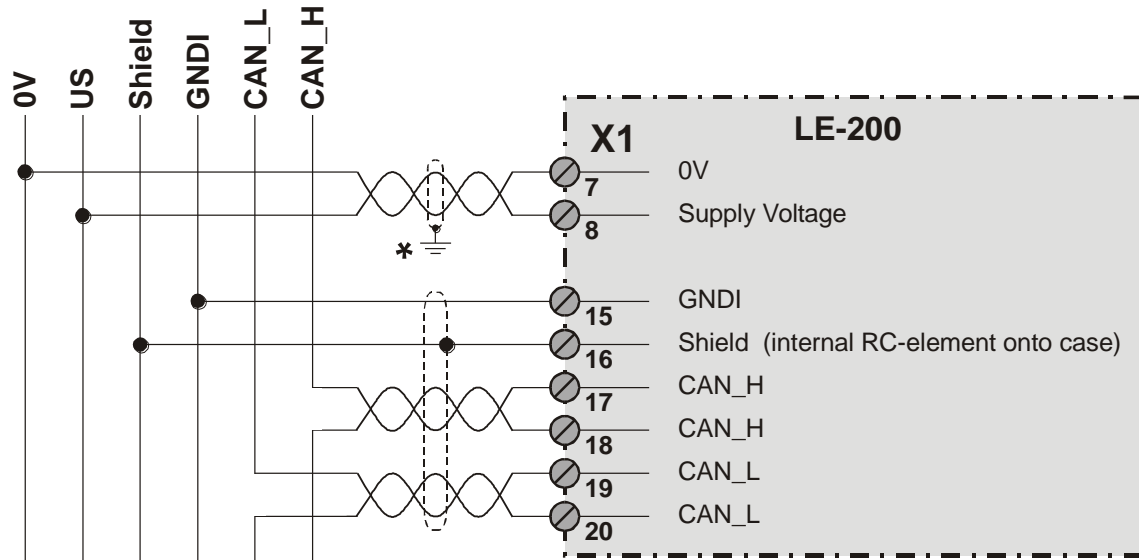 0V
US
Shield
GNDI
CAN_L
CAN_H
X1
LE-200
7 0V
8 Supply Voltage
*
15 GNDI
16 Shield (internal RC-element onto case)
17 CAN_H
18 CAN_H
19 CAN_L
20 CAN_L